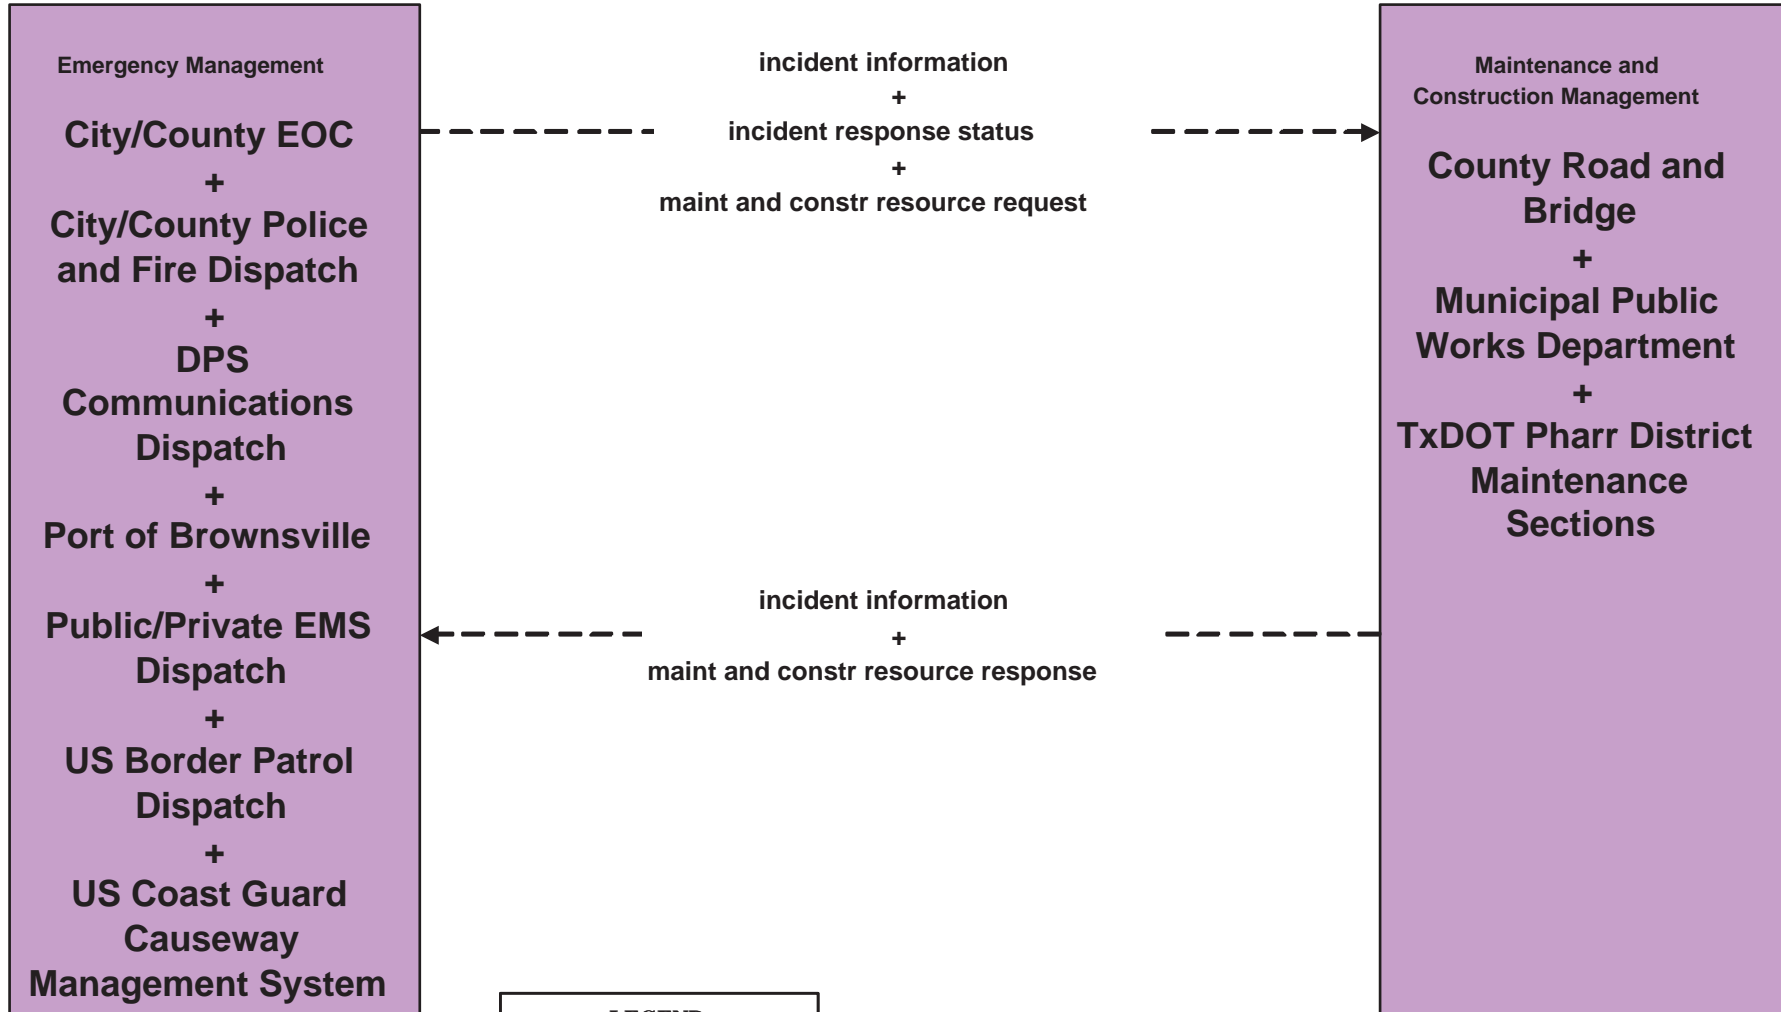 Emergency Management
City/County EOC
+
City/County Police
and Fire Dispatch
+
DPS
Communications
Dispatch
+
Port of Brownsville
+
Public/Private EMS
Dispatch
+
US Border Patrol
Dispatch
+
US Coast Guard
Causeway
Management System
incident information
+
incident response status
+
maint and constr resource request
incident information
+
maint and constr resource response
Maintenance and
Construction Management
County Road and
Bridge
+
Municipal Public
Works Department
+
TxDOT Pharr District
Maintenance
Sections
LEGEND